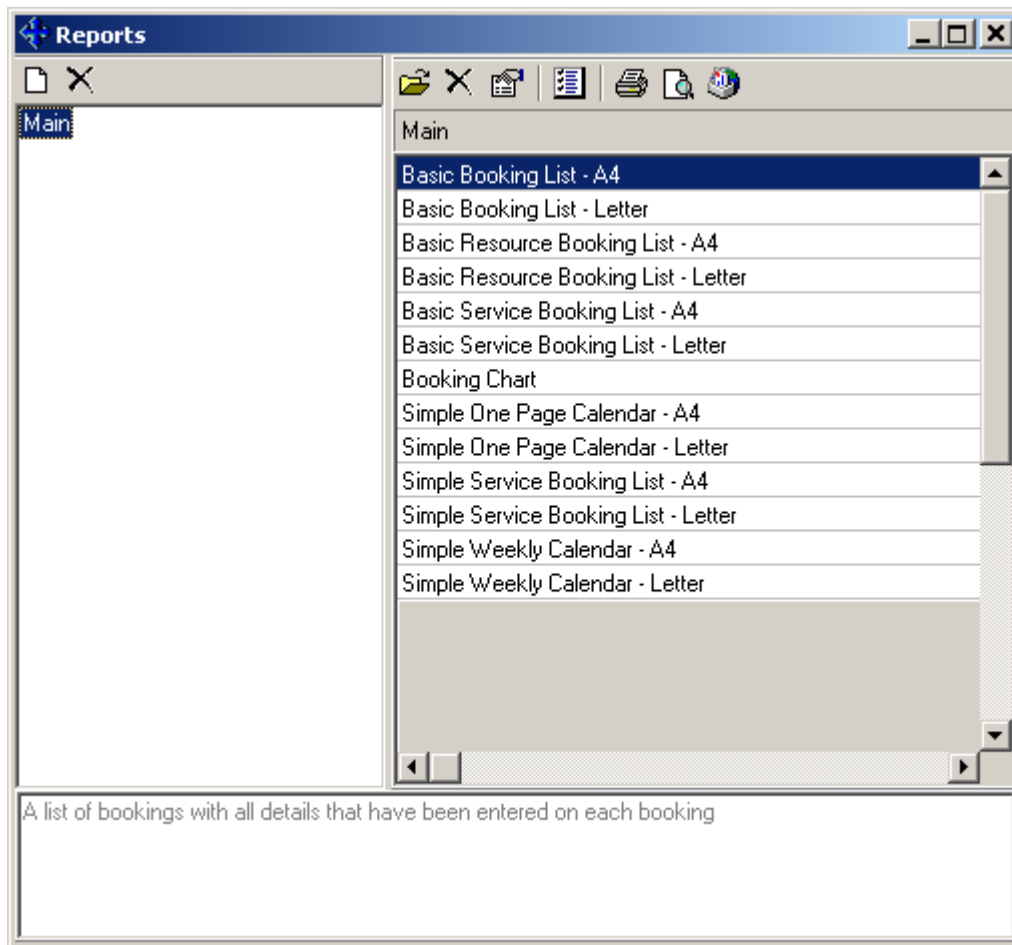 Reports
Main
Main
Basic Booking List - A4
Basic Booking List - Letter
Basic Resource Booking List - A4
Basic Resource Booking List - Letter
Basic Service Booking List - A4
Basic Service Booking List - Letter
Booking Chart
Simple One Page Calendar - A4
Simple One Page Calendar - Letter
Simple Service Booking List - A4
Simple Service Booking List - Letter
Simple Weekly Calendar - A4
Simple Weekly Calendar - Letter
A list of bookings with all details that have been entered on each booking